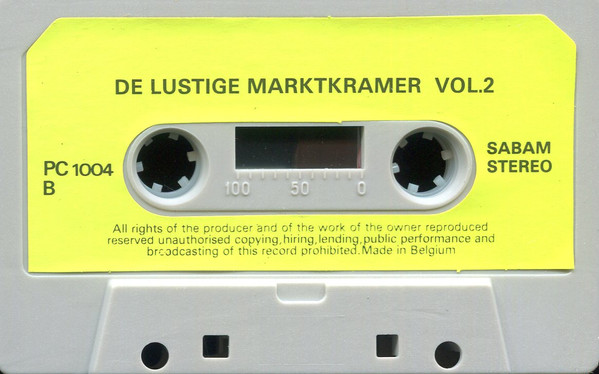 DE LUSTIGE MARKTKRAMER VOL.2
PC 1004
B
SABAM
STEREO
100 50 0
All rights of the producer and of the work of the owner reproduced
reserved unauthorised copying,hiring,lending,public performance and
broadcasting of this record prohibited.Made in Belgium